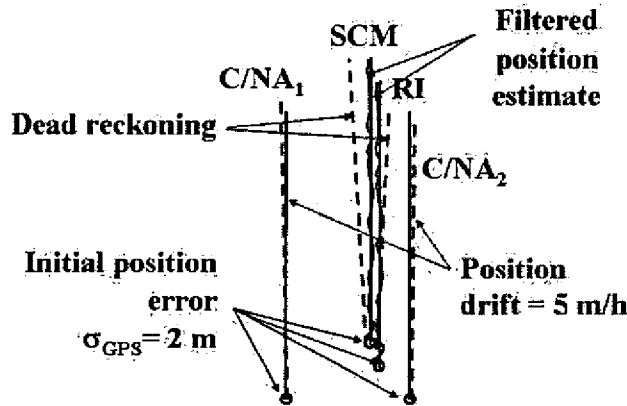 SCM
Filtered
position
estimate
C/NA₁
RI
Dead reckoning
C/NA₂
Initial position
error
σGPS= 2 m
Position
drift = 5 m/h